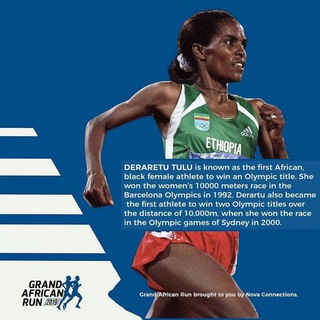 ETHIOPIA
DERARETU TULU is known as the first African,
black female athlete to win an Olympic title. She
won the women's 10000 meters race in the
Barcelona Olympics in 1992. Derartu also became
the first athlete to win two Olympic titles over
the distance of 10,000m, when she won the race
in the Olympic games of Sydney in 2000.
GRAND
AFRICAN
RUN
Grand African Run brought to you by Nova Connections.